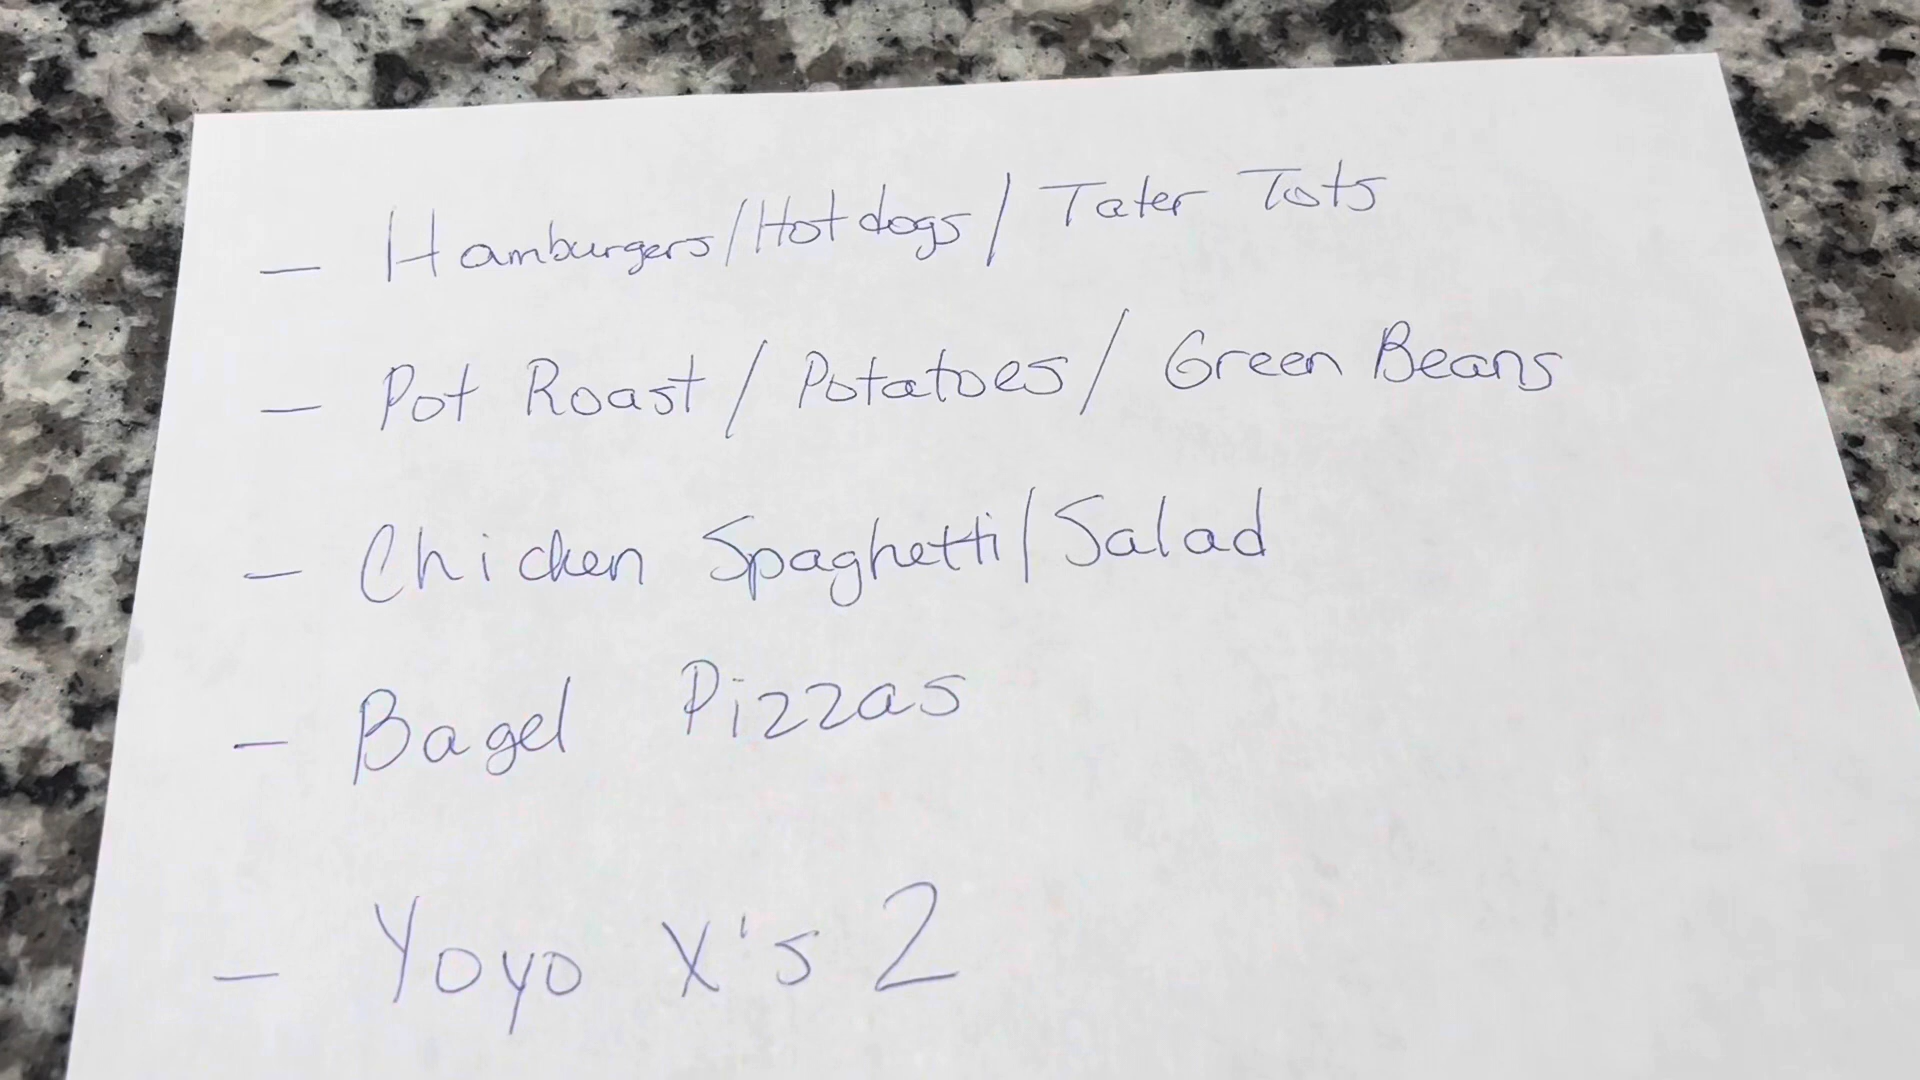 - Hamburgers/Hotdogs/ Tater Tots
- Pot Roast / Potatoes / Green Beans
- Chicken Spaghetti/Salad
- Bagel Pizzas
- Yoyo X's 2